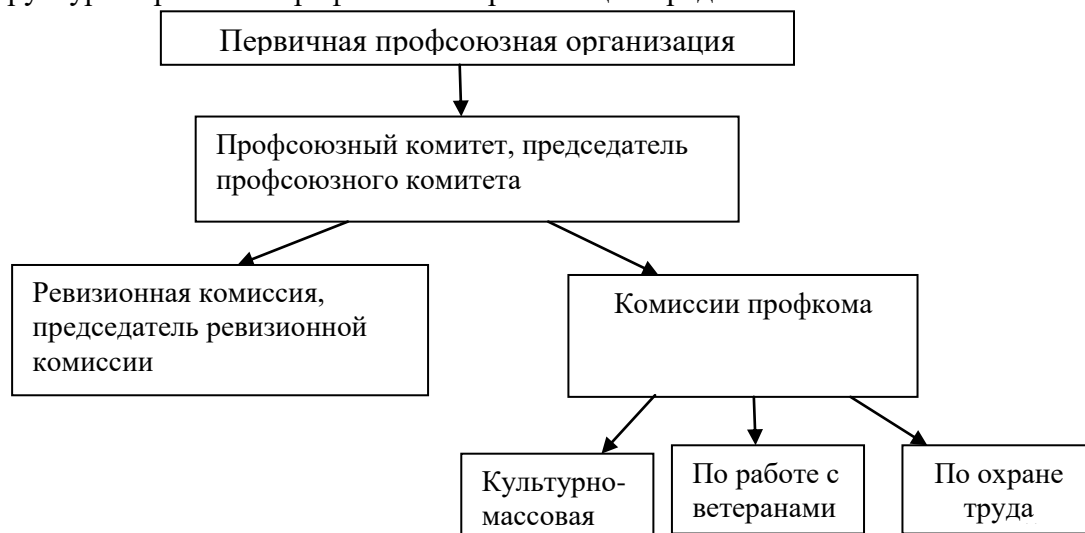 Первичная профсоюзная организация
Профсоюзный комитет, председатель
профсоюзного комитета
Ревизионная комиссия,
председатель ревизионной
комиссии
Комиссии профкома
Культурно-
массовая
По работе с
ветеранами
По охране
труда